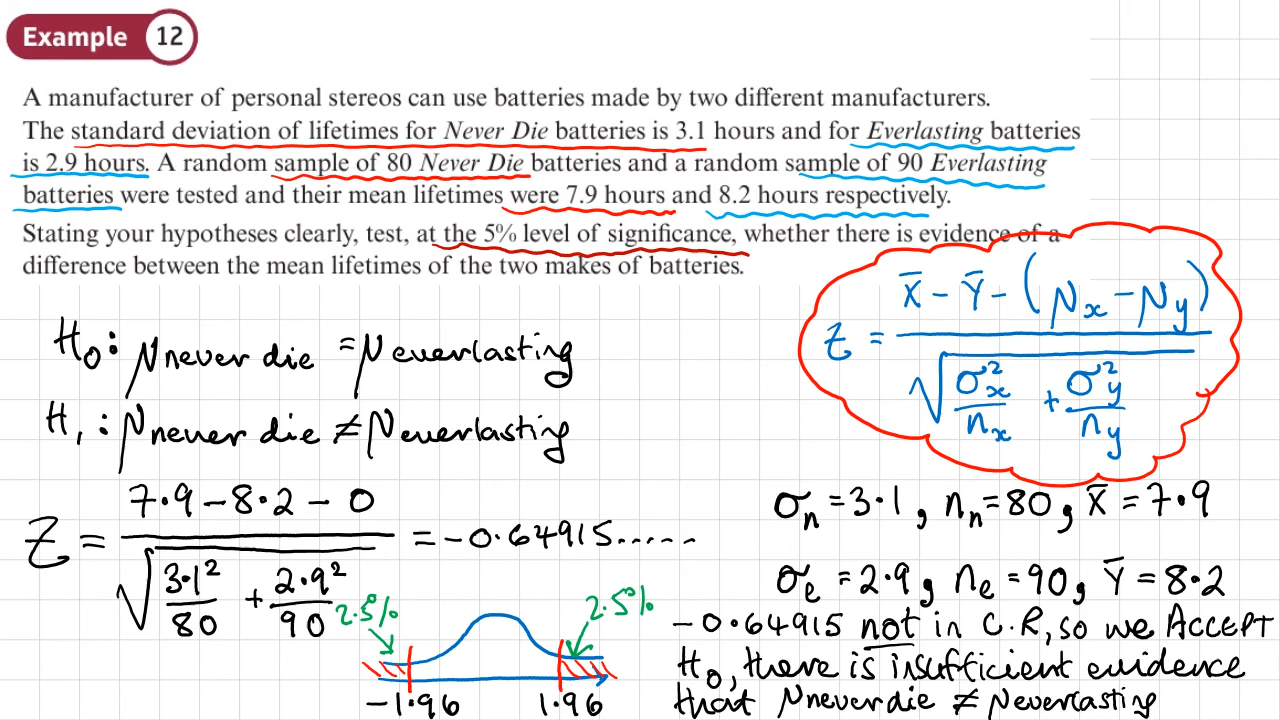 Example 12
A manufacturer of personal stereos can use batteries made by two different manufacturers.
The standard deviation of lifetimes for Never Die batteries is 3.1 hours and for Everlasting batteries
is 2.9 hours. A random sample of 80 Never Die batteries and a random sample of 90 Everlasting
batteries were tested and their mean lifetimes were 7.9 hours and 8.2 hours respectively.
Stating your hypotheses clearly, test, at the 5% level of significance, whether there is evidence of a
difference between the mean lifetimes of the two makes of batteries.
Z = (X̄ - Ȳ - (μx - μy)) / √(σ²x/nx + σ²y/ny)
H₀: μnever die = μeverlasting
H₁: μnever die ≠ μeverlasting
Z = (7.9 - 8.2 - 0) / √(3.1²/80 + 2.9²/90) = -0.64915......
σn = 3.1, nn = 80, X̄ = 7.9
σe = 2.9, ne = 90, Ȳ = 8.2
2.5% 2.5%
-1.96 1.96
-0.64915 not in C.R, so we ACCEPT
H₀, there is insufficient evidence
that μneverdie ≠ μeverlasting